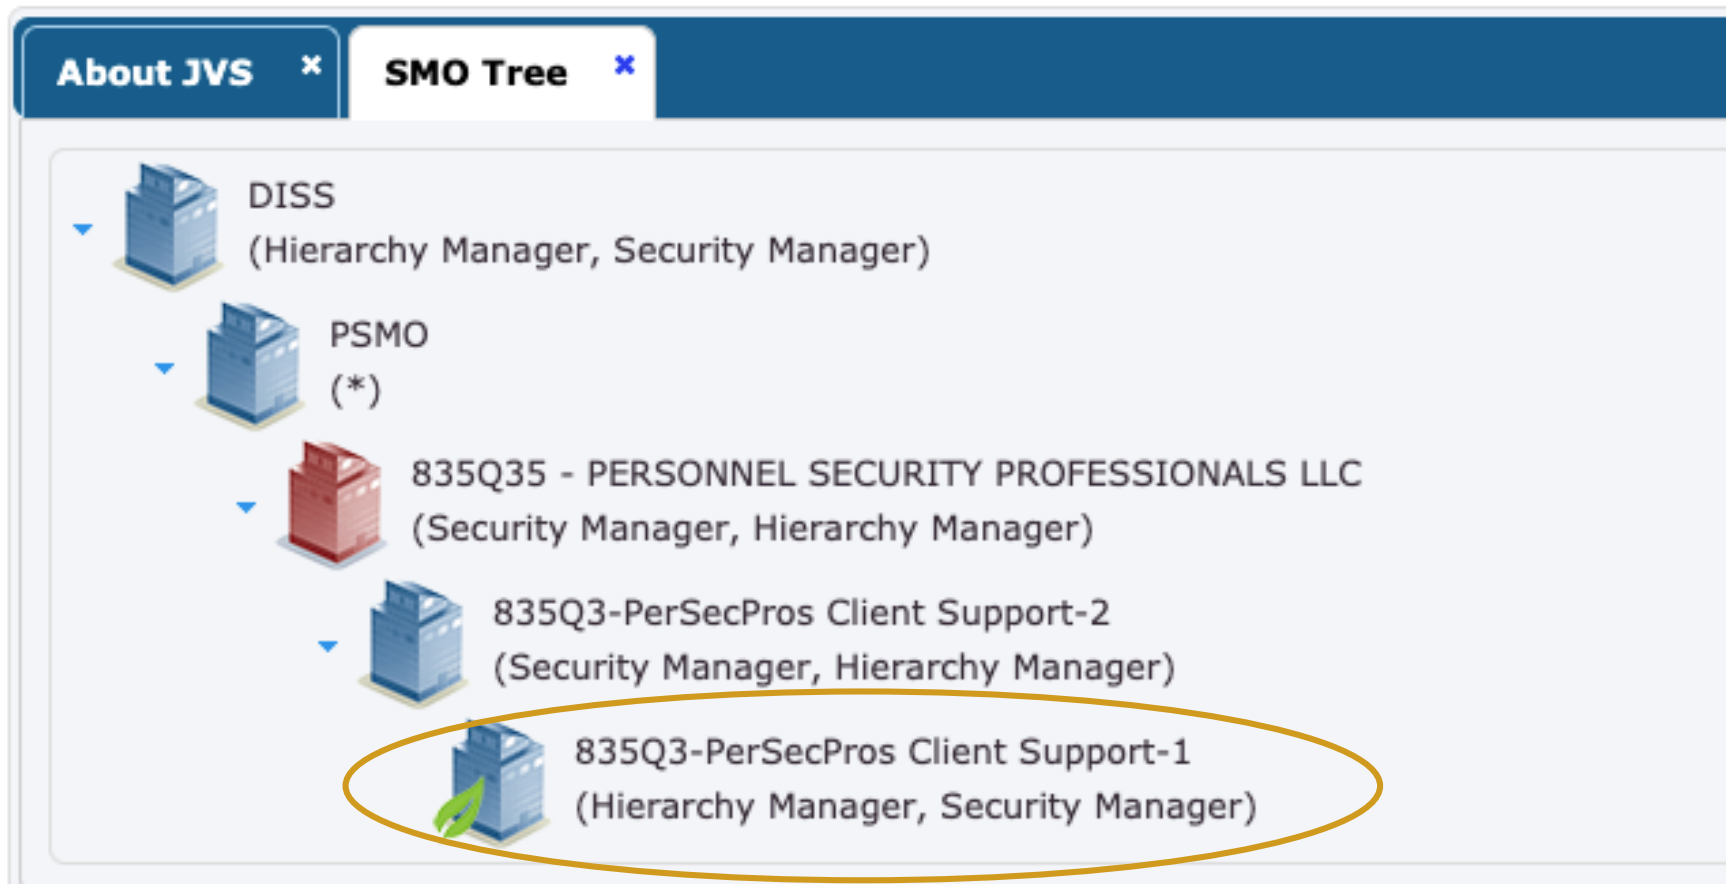 About JVS
SMO Tree
DISS
(Hierarchy Manager, Security Manager)
PSMO
(*)
835Q35 - PERSONNEL SECURITY PROFESSIONALS LLC
(Security Manager, Hierarchy Manager)
835Q3-PerSecPros Client Support-2
(Security Manager, Hierarchy Manager)
835Q3-PerSecPros Client Support-1
(Hierarchy Manager, Security Manager)